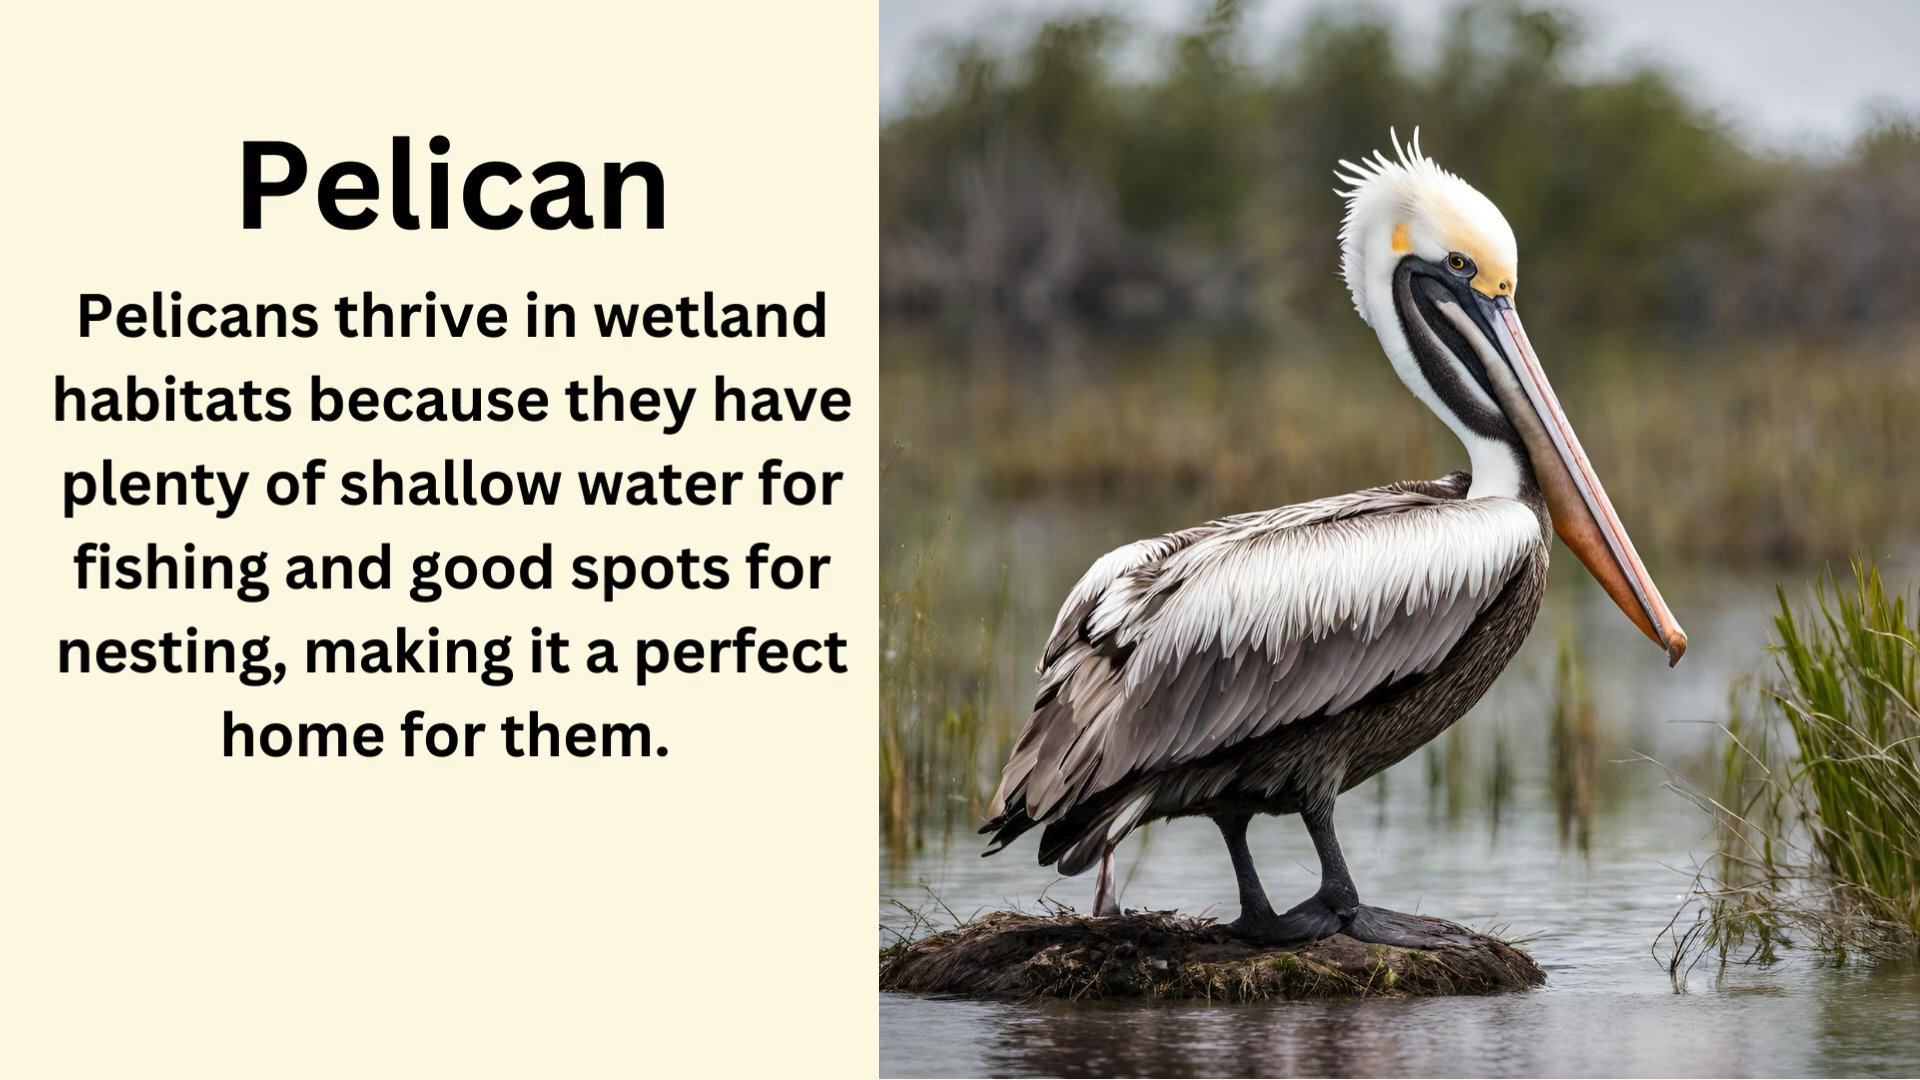 Pelican
Pelicans thrive in wetland
habitats because they have
plenty of shallow water for
fishing and good spots for
nesting, making it a perfect
home for them.